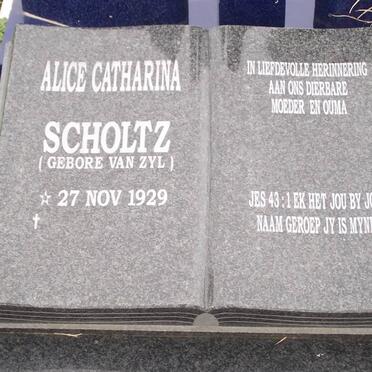 ALICE CATHARINA
SCHOLTZ
( GEBORE VAN ZYL )
☆ 27 NOV 1929
†
IN LIEFDEVOLLE HERINNERING
AAN ONS DIERBARE
MOEDER EN OUMA
JES 43 : 1 EK HET JOU BY
NAAM GEROEP JY IS